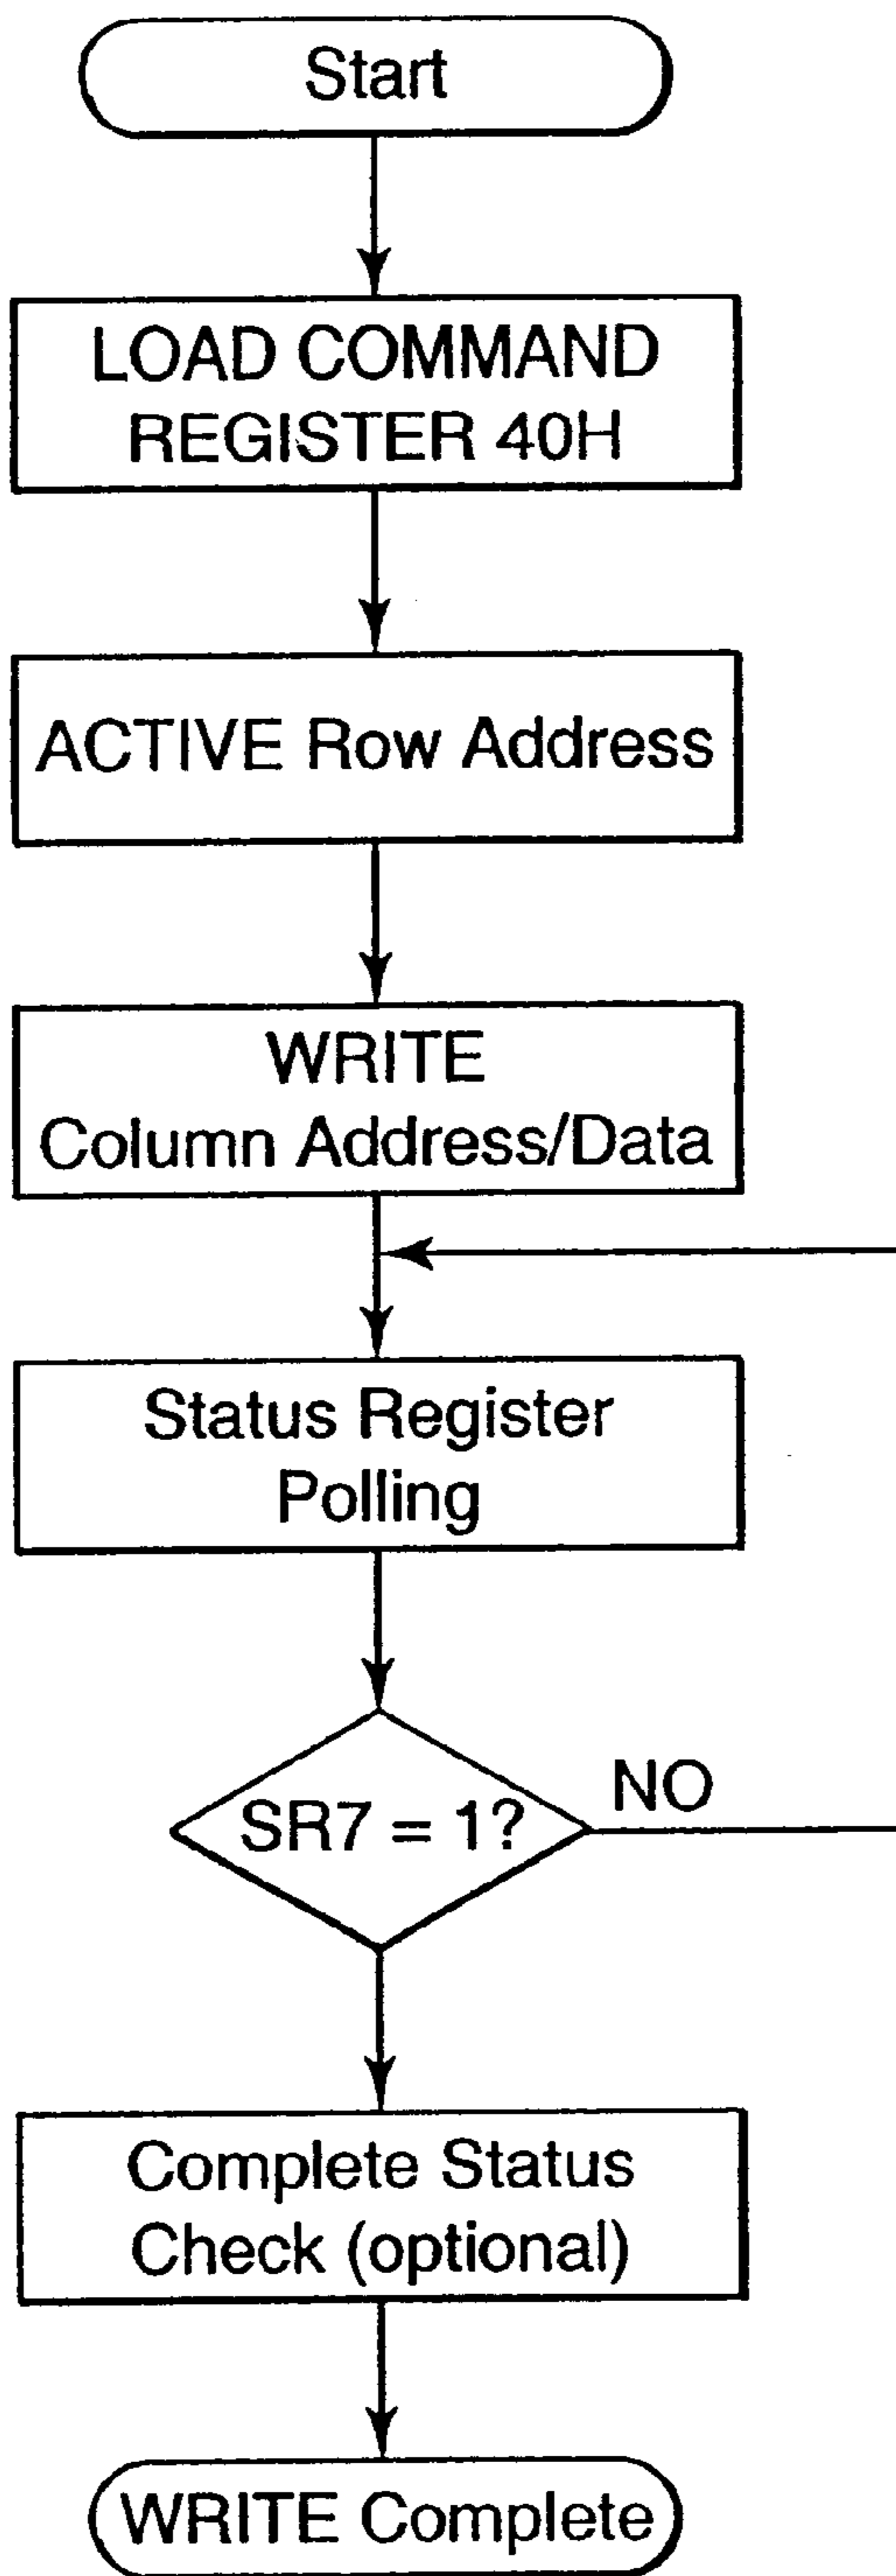 Start
LOAD COMMAND
REGISTER 40H
ACTIVE Row Address
WRITE
Column Address/Data
Status Register
Polling
SR7 = 1?
NO
Complete Status
Check (optional)
WRITE Complete